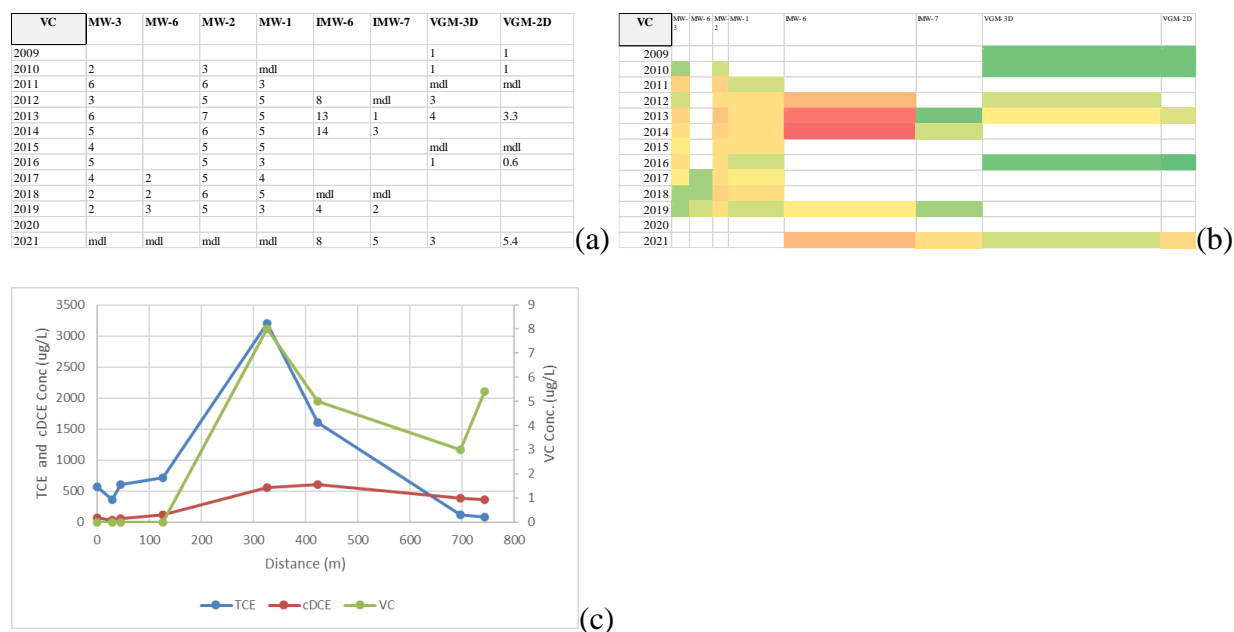 VC MW-3 MW-6 MW-2 MW-1 IMW-6 IMW-7 VGM-3D VGM-2D
2009 1 1
2010 2 3 mdl 1 1
2011 6 6 3 mdl mdl
2012 3 5 5 8 mdl 3
2013 6 7 5 13 1 4 3.3
2014 5 6 5 14 3
2015 4 5 5 mdl mdl
2016 5 5 3 1 0.6
2017 4 2 5 4
2018 2 2 6 5 mdl mdl
2019 2 3 5 3 4 2
2020
2021 mdl mdl mdl mdl 8 5 3 5.4
(a)
VC MW-3 MW-6 MW-2 MW-1 IMW-6 IMW-7 VGM-3D VGM-2D
2009
2010
2011
2012
2013
2014
2015
2016
2017
2018
2019
2020
2021
(b)
TCE and cDCE Conc (ug/L)
3500
3000
2500
2000
1500
1000
500
0
9
8
7
6
5
4
3
2
1
0
VC Conc. (ug/L)
0 100 200 300 400 500 600 700 800
Distance (m)
TCE cDCE VC
(c)